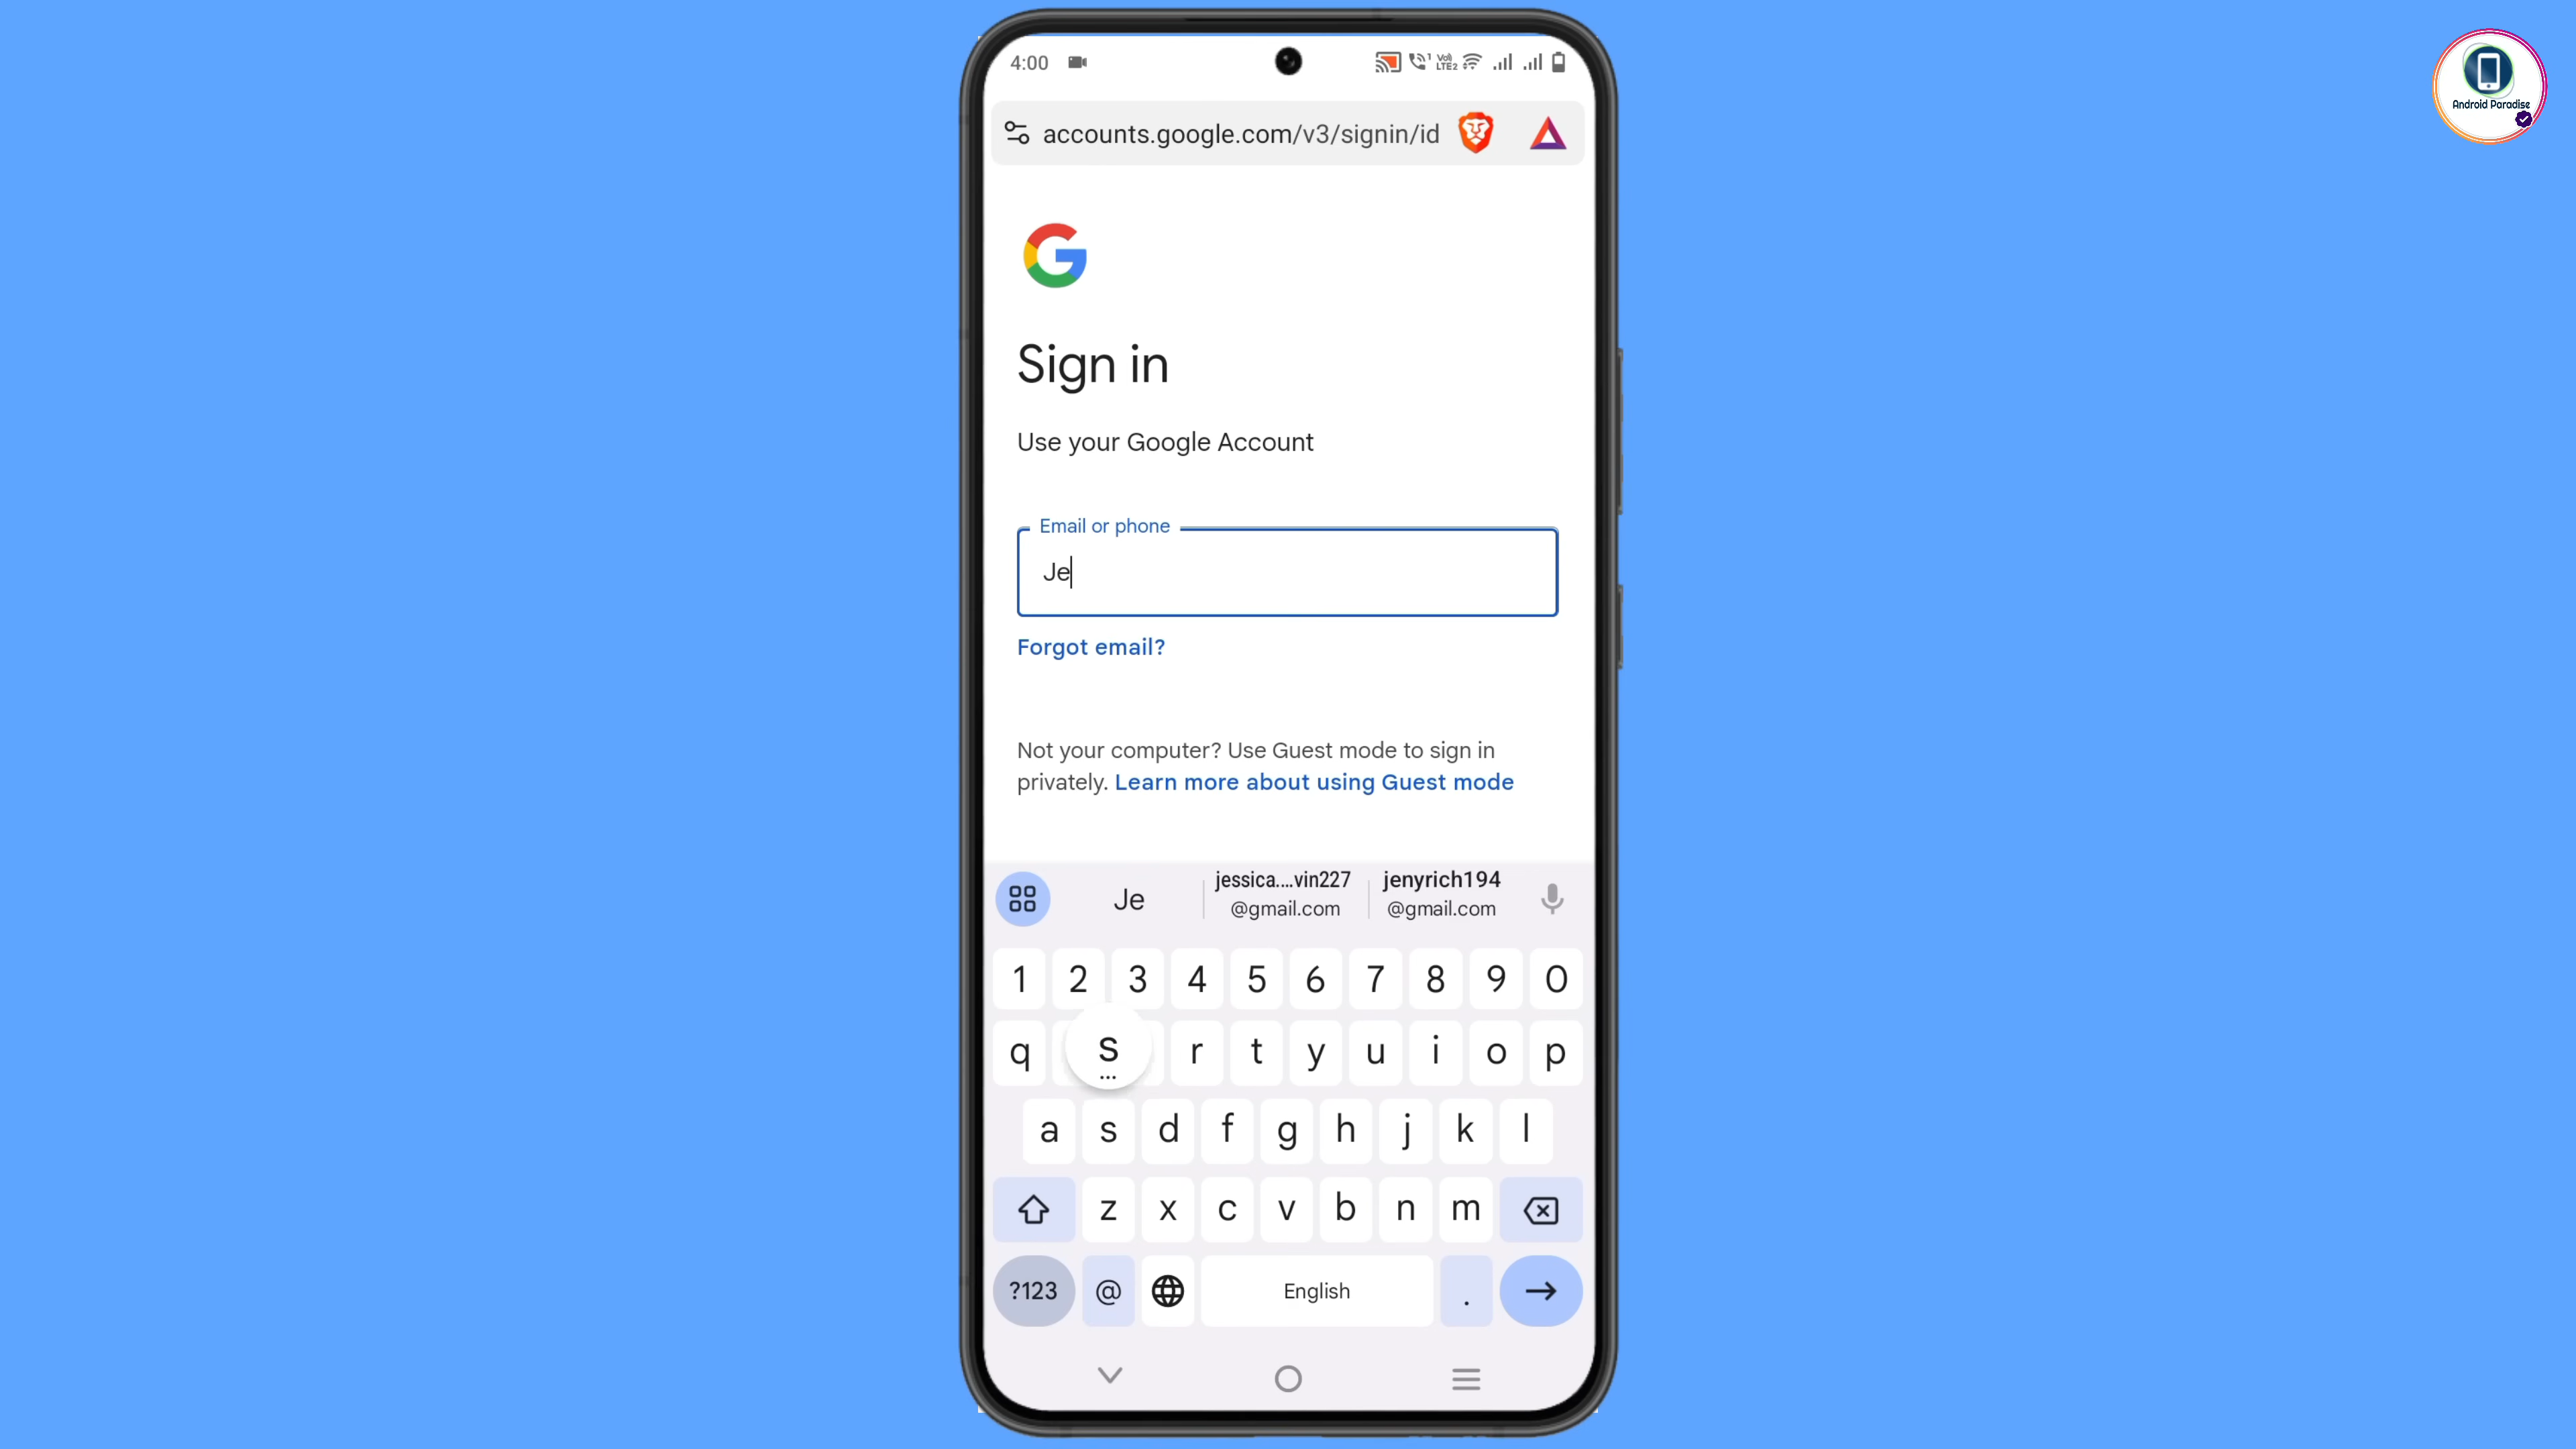 4:00
Vo)) 1
LTE2
Android Paradise
accounts.google.com/v3/signin/id
Sign in
Use your Google Account
Email or phone
Je
Forgot email?
Not your computer? Use Guest mode to sign in
privately. Learn more about using Guest mode
Je
jessica....vin227
@gmail.com
jenyrich194
@gmail.com
1 2 3 4 5 6 7 8 9 0
q s r t y u i o p
a s d f g h j k l
z x c v b n m
?123 @ English .